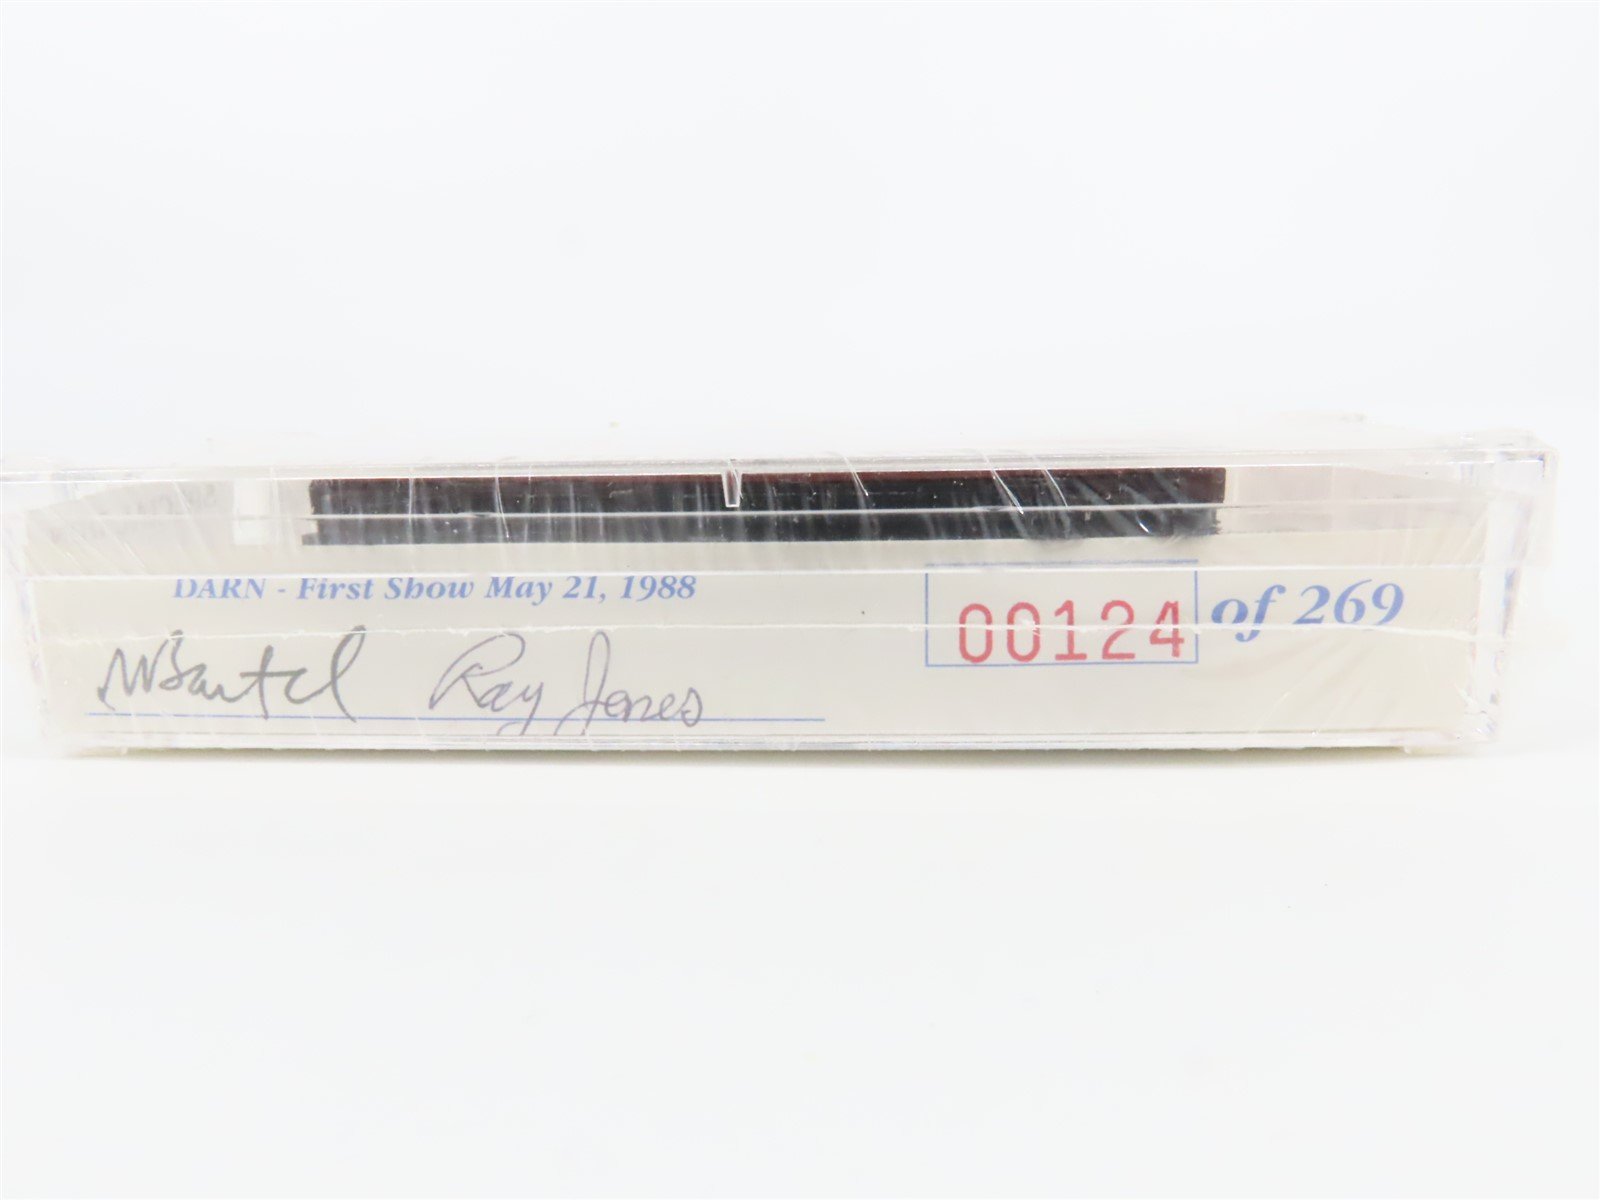 DARN - First Show May 21, 1988
00124 of 269
Ray Jones